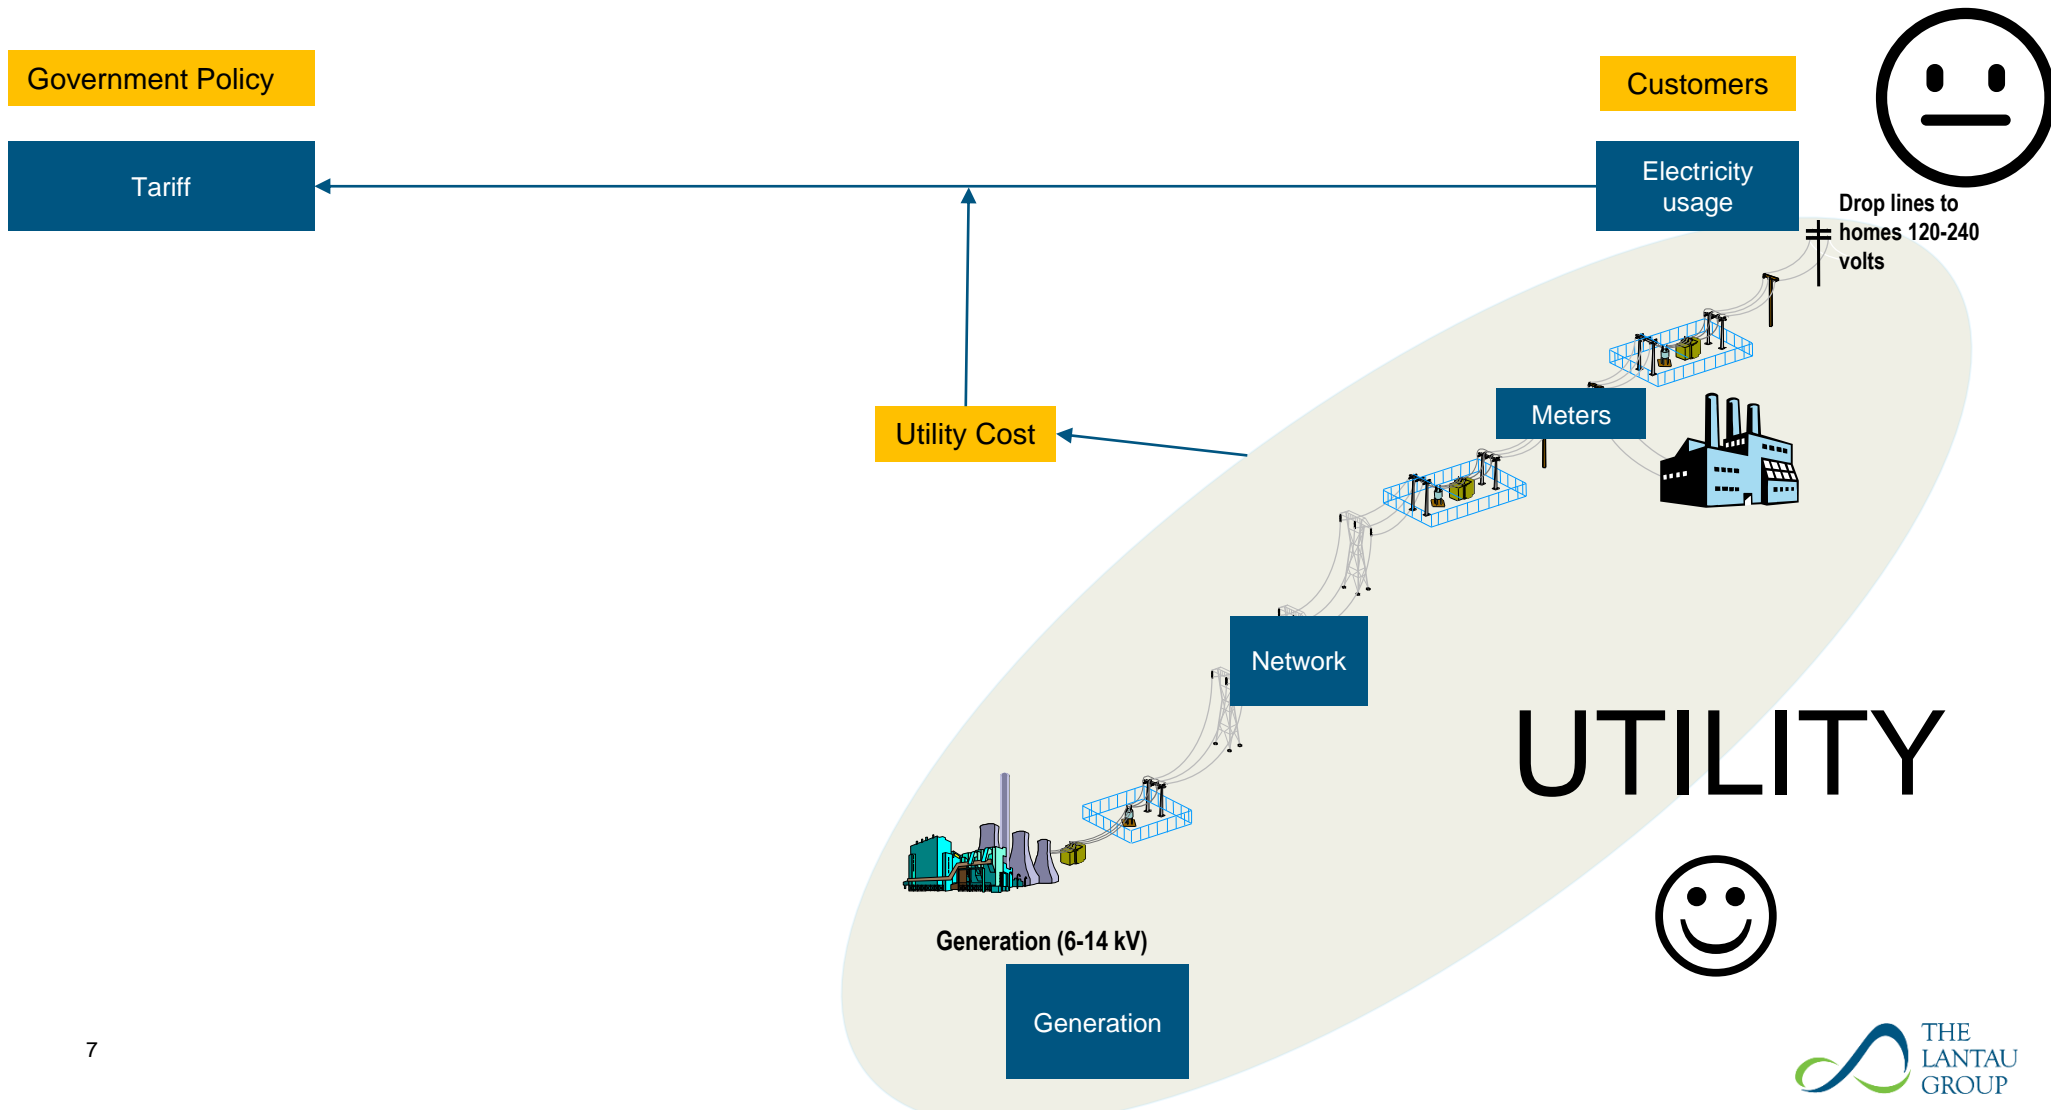 Government Policy
Customers
Tariff
Electricity
usage
Drop lines to
homes 120-240
volts
Utility Cost
Meters
Network
UTILITY
Generation (6-14 kV)
Generation
7
THE
LANTAU
GROUP